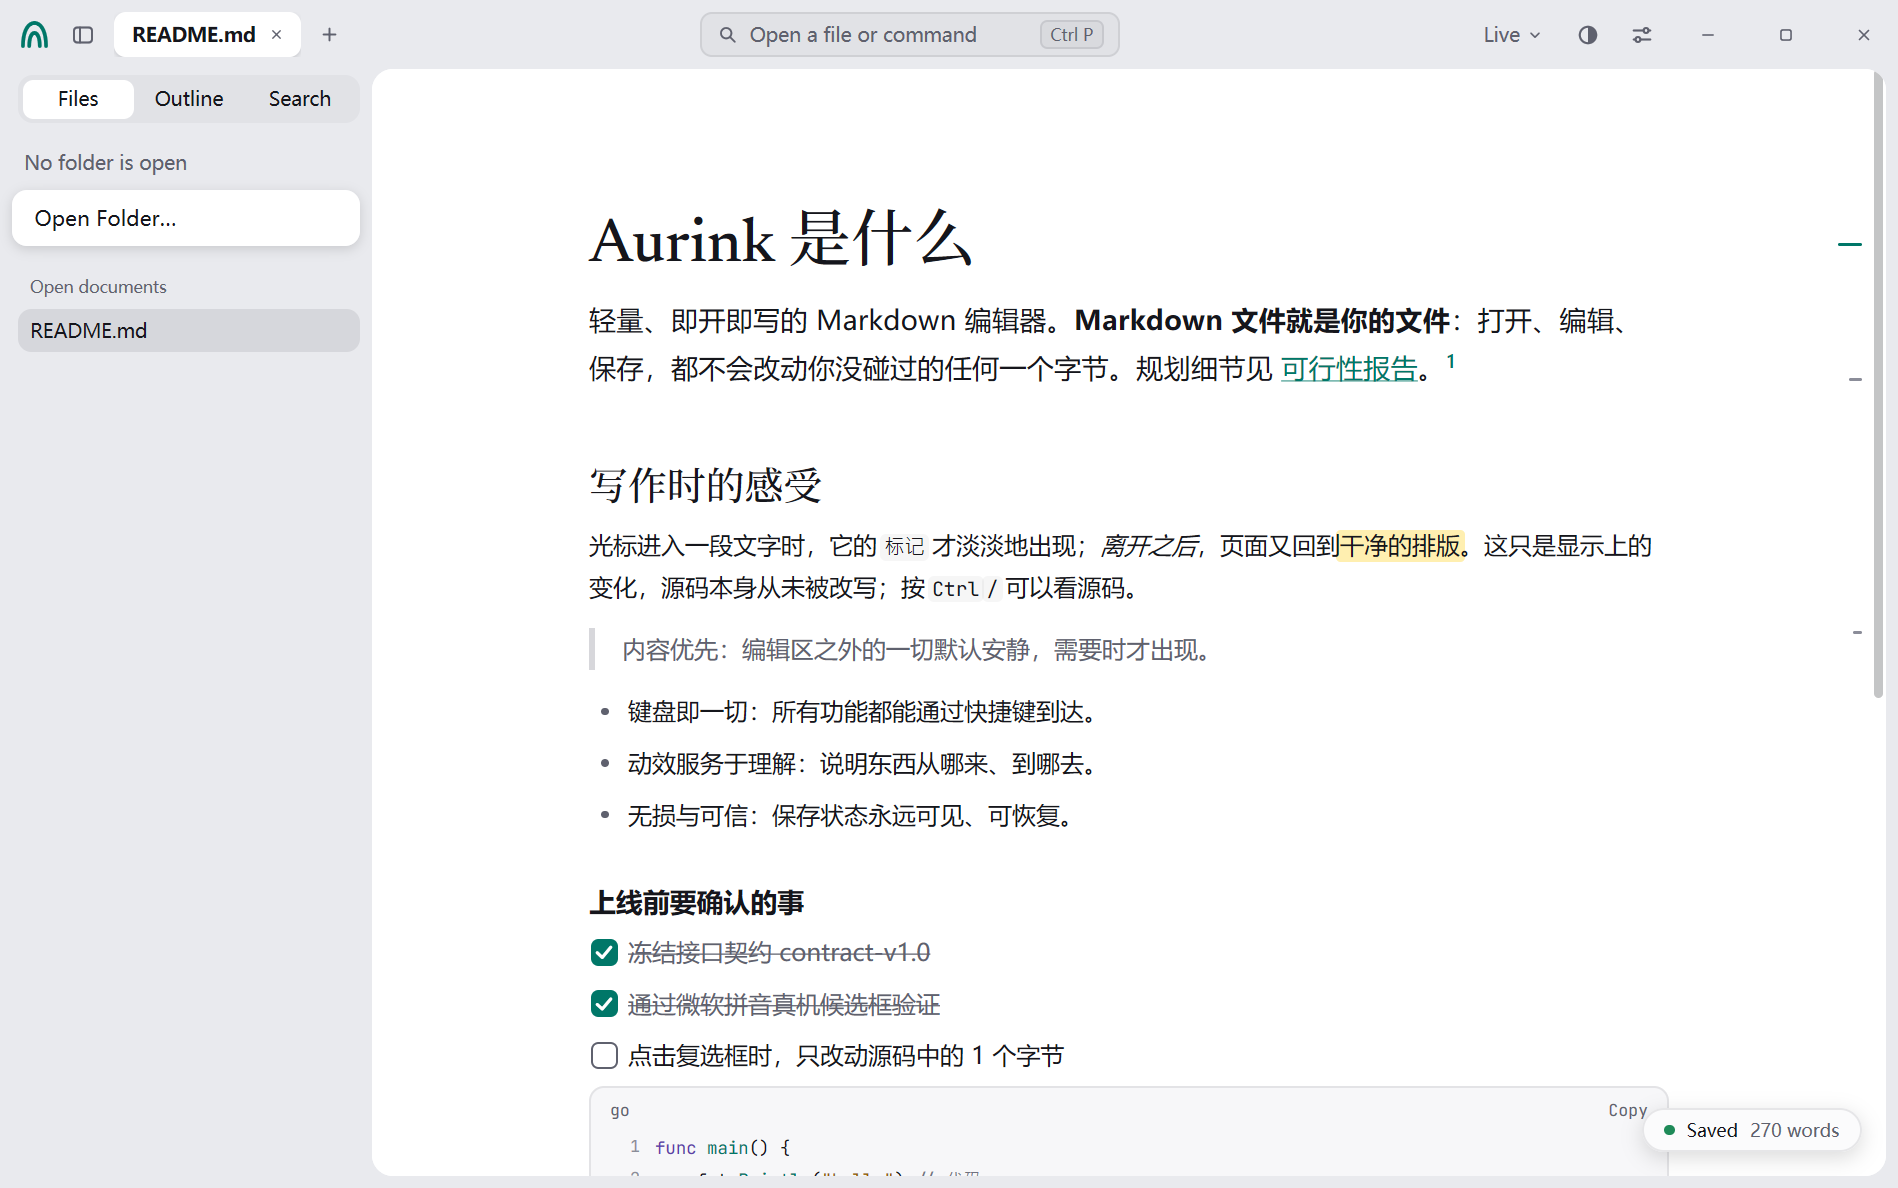 README.md
Open a file or command
Ctrl P
Live
Files
Outline
Search
No folder is open
Open Folder...
Open documents
README.md
Aurink 是什么
轻量、即开即写的 Markdown 编辑器。Markdown 文件就是你的文件：打开、编辑、
保存，都不会改动你没碰过的任何一个字节。规划细节见 可行性报告。1
写作时的感受
光标进入一段文字时，它的 标记 才淡淡地出现；离开之后，页面又回到干净的排版。这只是显示上的
变化，源码本身从未被改写；按 Ctrl / 可以看源码。
内容优先：编辑区之外的一切默认安静，需要时才出现。
• 键盘即一切：所有功能都能通过快捷键到达。
• 动效服务于理解：说明东西从哪来、到哪去。
• 无损与可信：保存状态永远可见、可恢复。
上线前要确认的事
冻结接口契约 contract-v1.0
通过微软拼音真机候选框验证
点击复选框时，只改动源码中的 1 个字节
go
Copy
1 func main() {
Saved 270 words